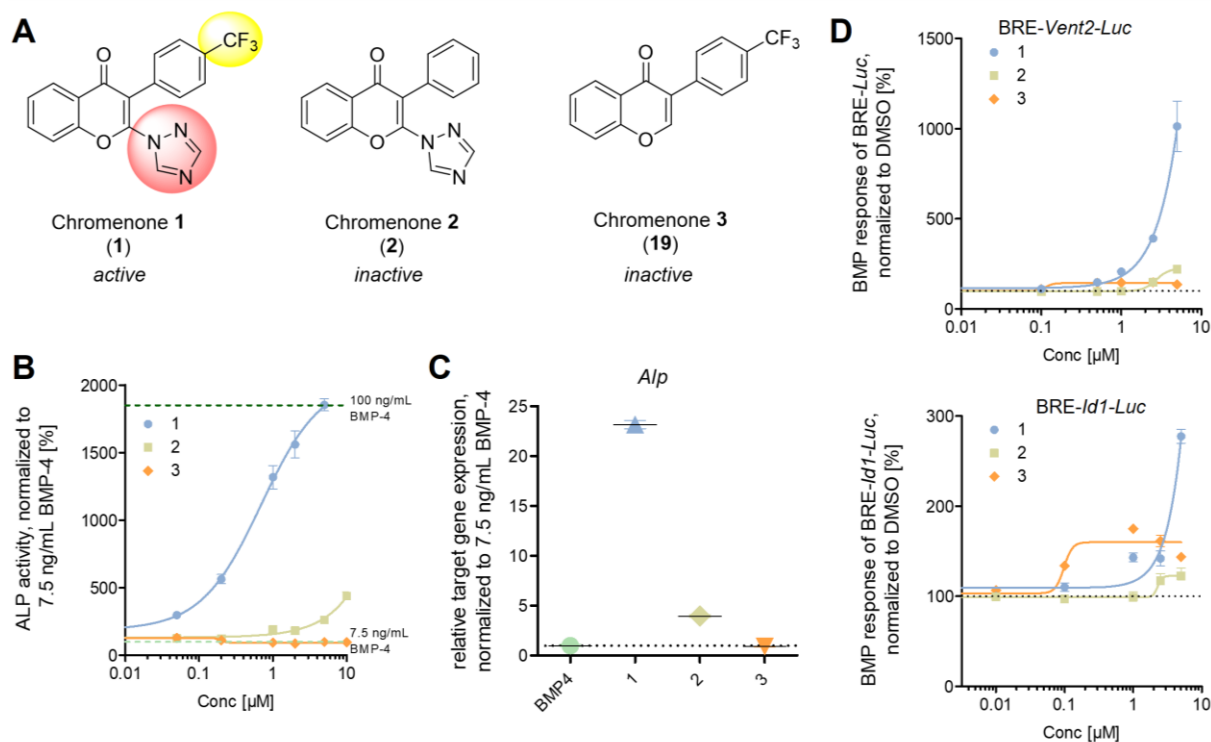 A
O
CF3
O
N
N
N
Chromenone 1
(1)
active
O
O
N
N
N
Chromenone 2
(2)
inactive
O
CF3
O
Chromenone 3
(19)
inactive
B
ALP activity, normalized to
7.5 ng/mL BMP-4 [%]
2000
1500
1000
500
0
100 ng/mL
BMP-4
1
2
3
7.5 ng/mL
BMP-4
0.01
0.1
1
10
Conc [µM]
C
Alp
relative target gene expression,
normalized to 7.5 ng/mL BMP-4
25
20
15
10
5
0
BMP4
1
2
3
D
BRE-Vent2-Luc
BMP response of BRE-Luc,
normalized to DMSO [%]
1500
1000
500
0
1
2
3
0.01
0.1
1
10
Conc [µM]
BRE-Id1-Luc
BMP response of BRE-Id1-Luc,
normalized to DMSO [%]
300
200
100
0
1
2
3
0.01
0.1
1
10
Conc [µM]